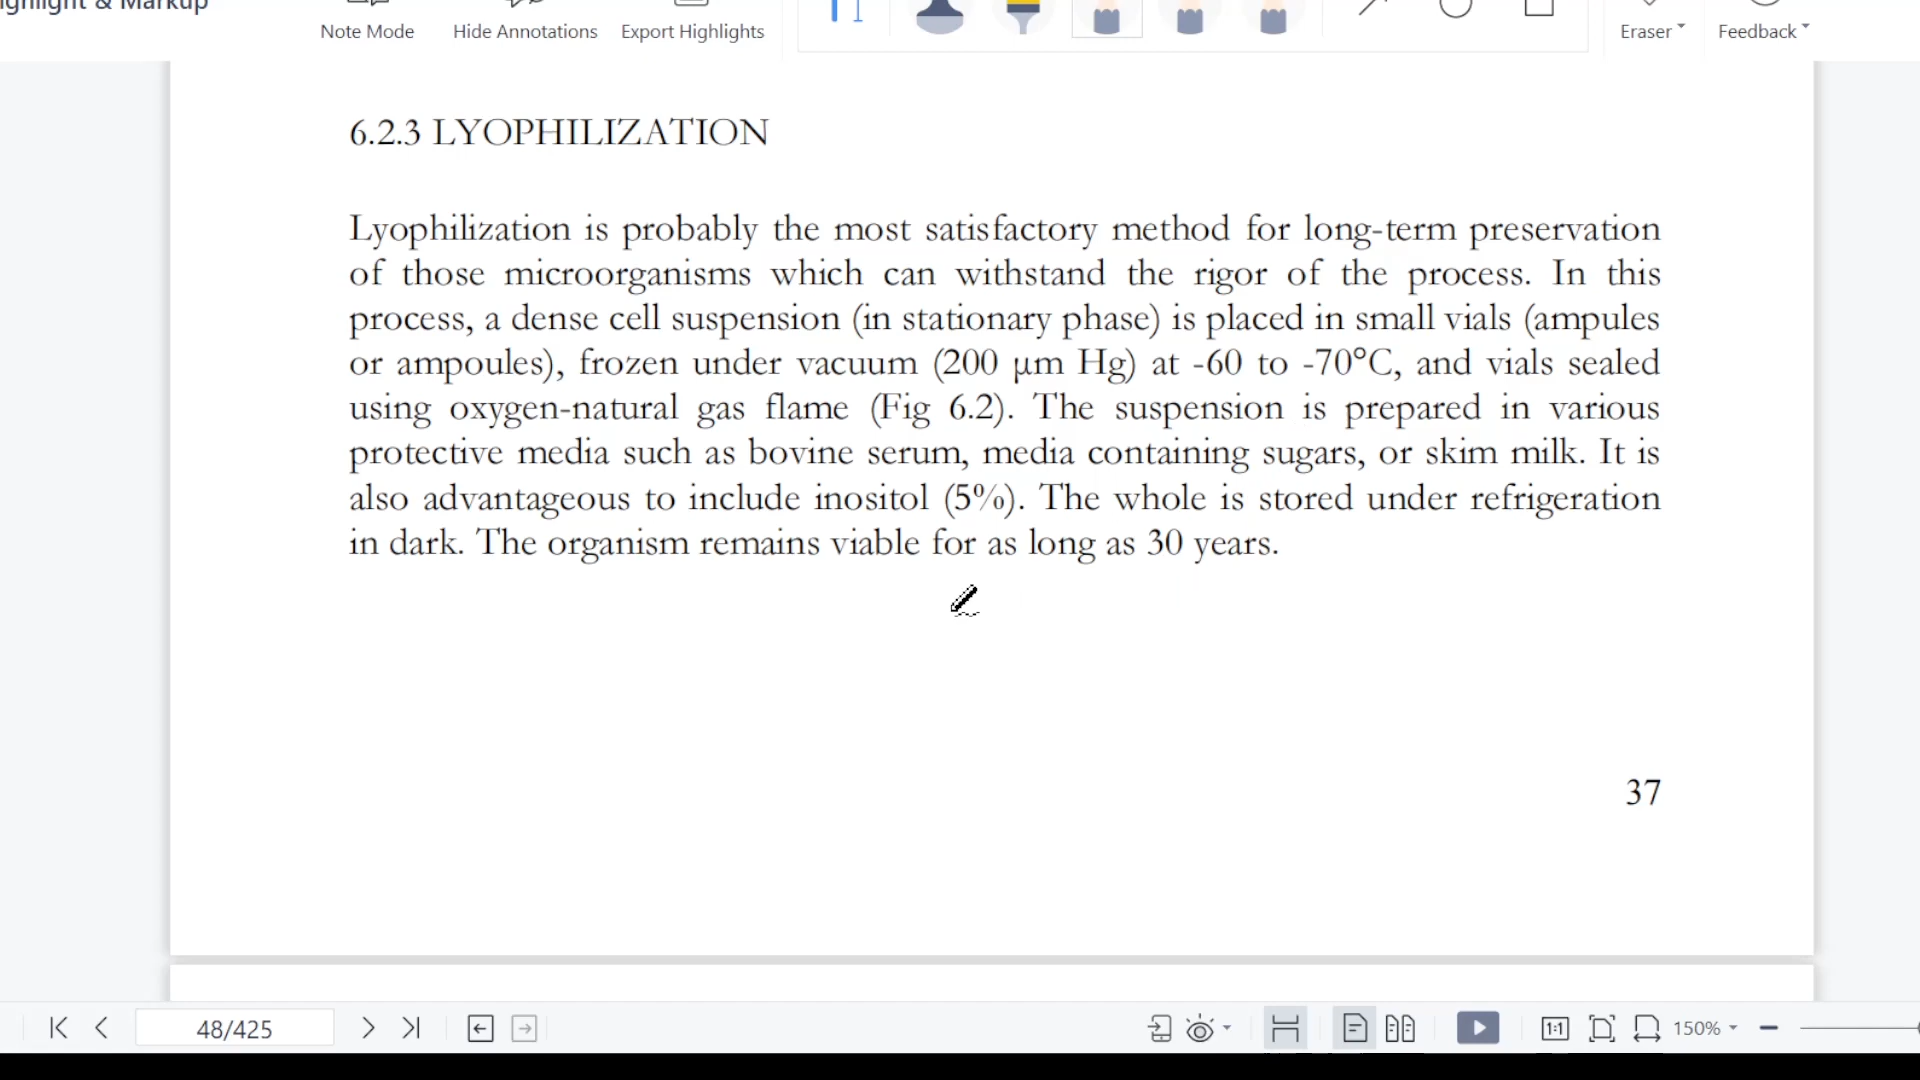 ghlight & Markup
Note Mode
Hide Annotations
Export Highlights
Eraser
Feedback
6.2.3 LYOPHILIZATION
Lyophilization is probably the most satisfactory method for long-term preservation
of those microorganisms which can withstand the rigor of the process. In this
process, a dense cell suspension (in stationary phase) is placed in small vials (ampules
or ampoules), frozen under vacuum (200 μm Hg) at -60 to -70°C, and vials sealed
using oxygen-natural gas flame (Fig 6.2). The suspension is prepared in various
protective media such as bovine serum, media containing sugars, or skim milk. It is
also advantageous to include inositol (5%). The whole is stored under refrigeration
in dark. The organism remains viable for as long as 30 years.
37
48/425
1:1
150%